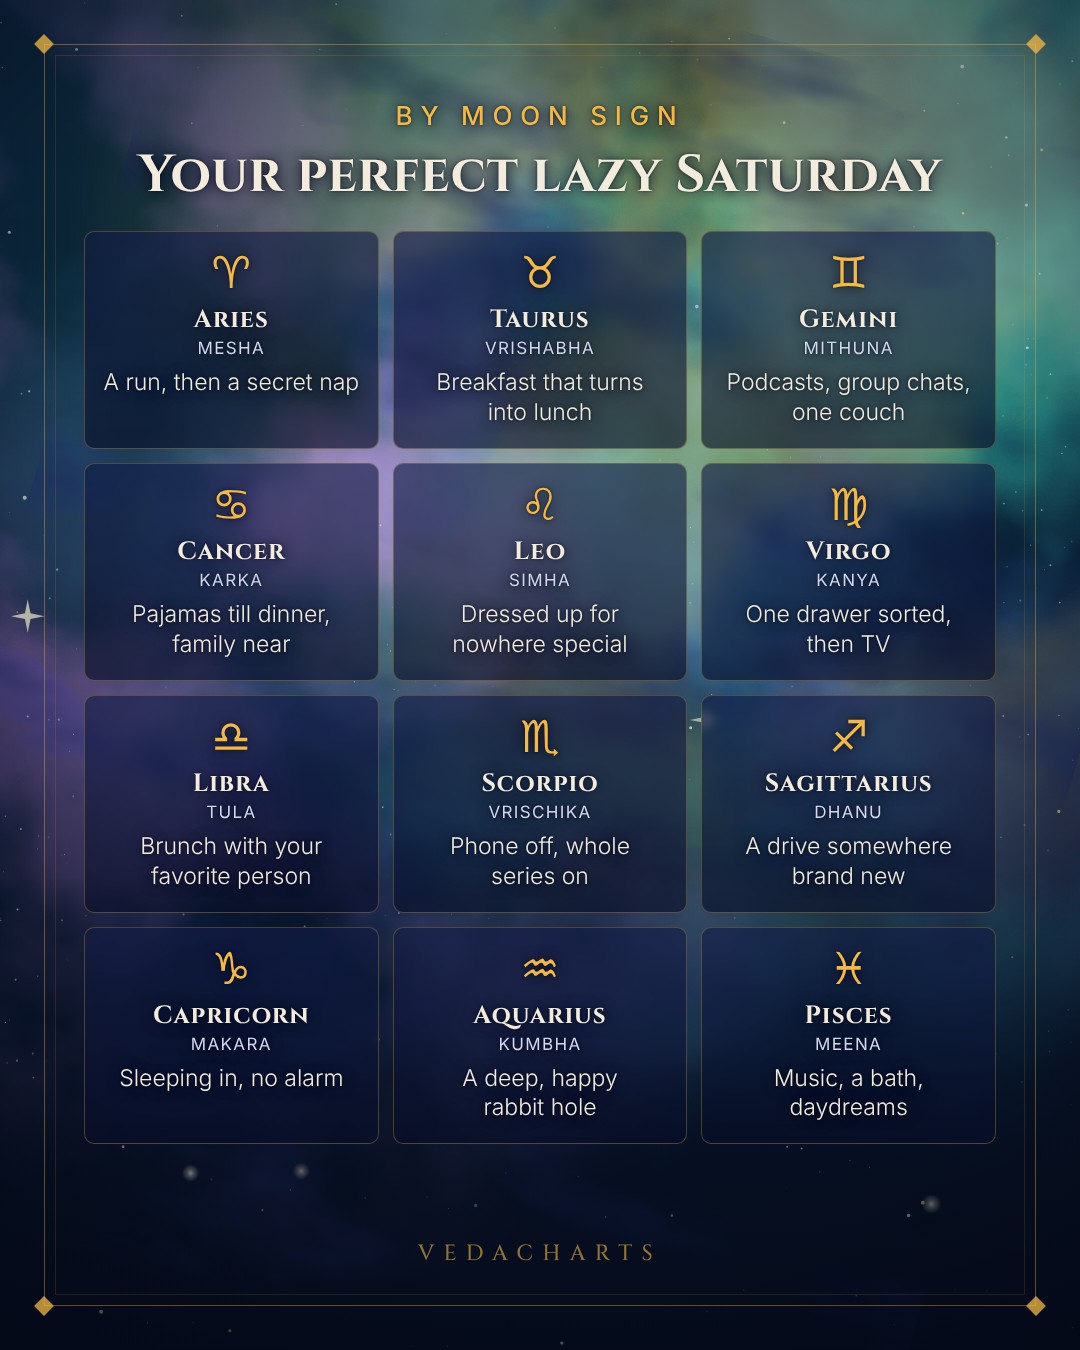 BY MOON SIGN
Your perfect lazy Saturday
♈
Aries
MESHA
A run, then a secret nap
♉
Taurus
VRISHABHA
Breakfast that turns
into lunch
♊
Gemini
MITHUNA
Podcasts, group chats,
one couch
♋
Cancer
KARKA
Pajamas till dinner,
family near
♌
Leo
SIMHA
Dressed up for
nowhere special
♍
Virgo
KANYA
One drawer sorted,
then TV
♎
Libra
TULA
Brunch with your
favorite person
♏
Scorpio
VRISCHIKA
Phone off, whole
series on
♐
Sagittarius
DHANU
A drive somewhere
brand new
♑
Capricorn
MAKARA
Sleeping in, no alarm
♒
Aquarius
KUMBHA
A deep, happy
rabbit hole
♓
Pisces
MEENA
Music, a bath,
daydreams
VEDACHARTS